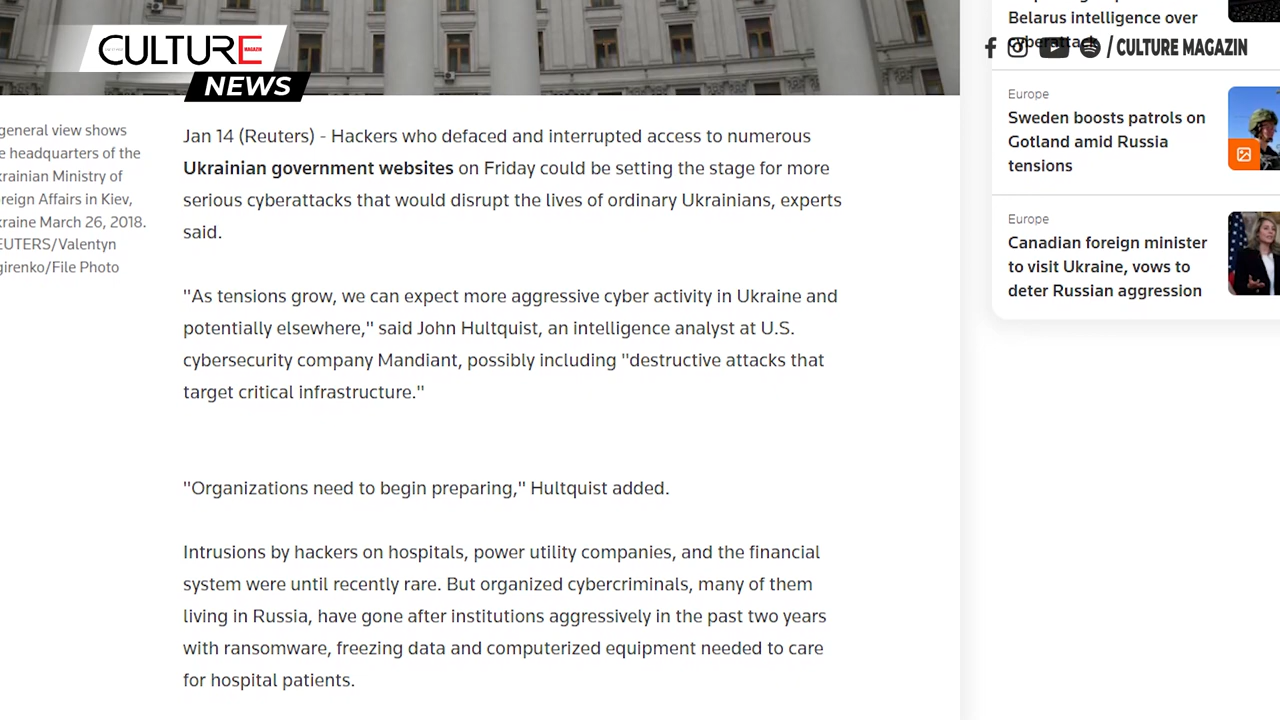 CULTURE
MAGAZIN
NEWS
general view shows
headquarters of the
Ministry of
Affairs in Kiev,
March 26, 2018.
Photo
Jan 14 (Reuters) - Hackers who defaced and interrupted access to numerous
Ukrainian government websites on Friday could be setting the stage for more
serious cyberattacks that would disrupt the lives of ordinary Ukrainians, experts
said.
"As tensions grow, we can expect more aggressive cyber activity in Ukraine and
potentially elsewhere," said John Hultquist, an intelligence analyst at U.S.
cybersecurity company Mandiant, possibly including "destructive attacks that
target critical infrastructure."
"Organizations need to begin preparing," Hultquist added.
Intrusions by hackers on hospitals, power utility companies, and the financial
system were until recently rare. But organized cybercriminals, many of them
living in Russia, have gone after institutions aggressively in the past two years
with ransomware, freezing data and computerized equipment needed to care
for hospital patients.
Belarus intelligence over
cyberattack
/ CULTURE MAGAZIN
Europe
Sweden boosts patrols on
Gotland amid Russia
tensions
Europe
Canadian foreign minister
to visit Ukraine, vows to
deter Russian aggression